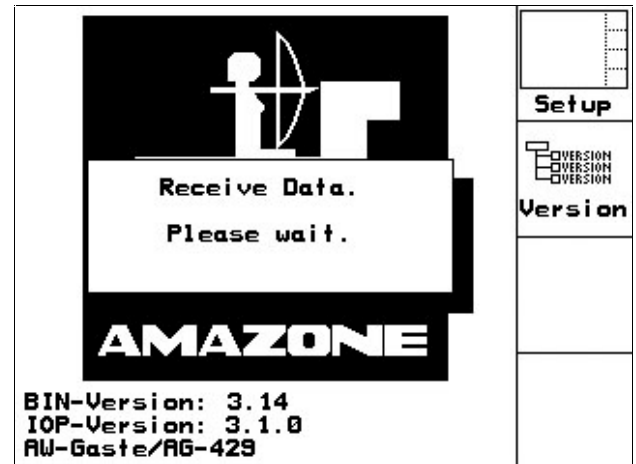 Receive Data.
Please wait.
AMAZONE
BIN-Version: 3.14
IOP-Version: 3.1.0
AW-Gaste/AG-429
Setup
VERSION
VERSION
VERSION
Version